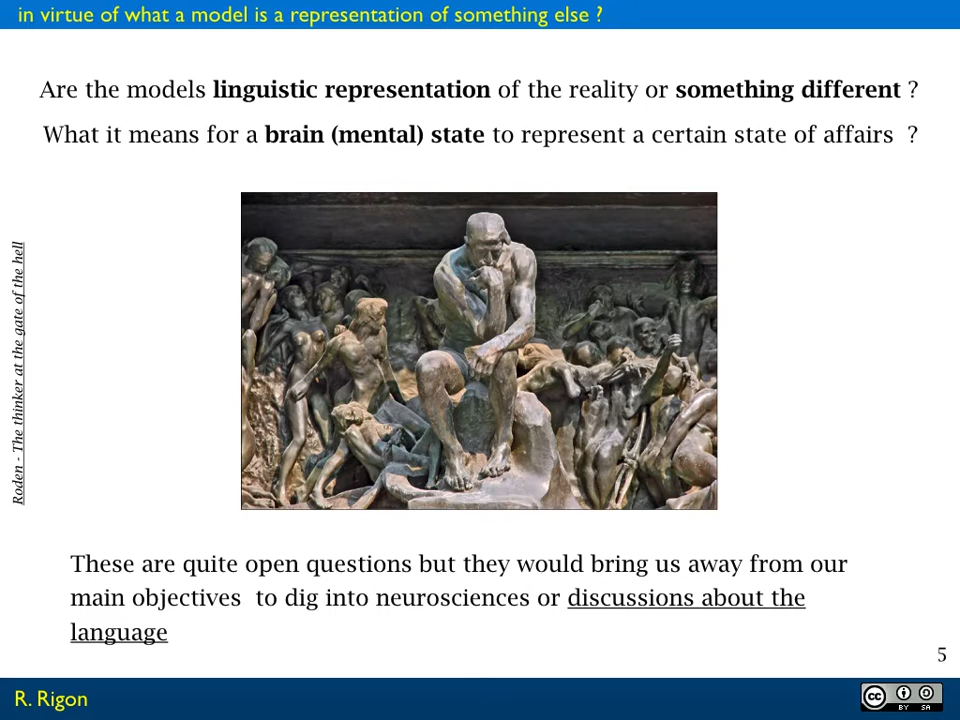 in virtue of what a model is a representation of something else ?
Are the models linguistic representation of the reality or something different ?
What it means for a brain (mental) state to represent a certain state of affairs ?
Roden - The thinker at the gate of the hell
These are quite open questions but they would bring us away from our
main objectives to dig into neurosciences or discussions about the
language
5
R. Rigon
cc
BY SA